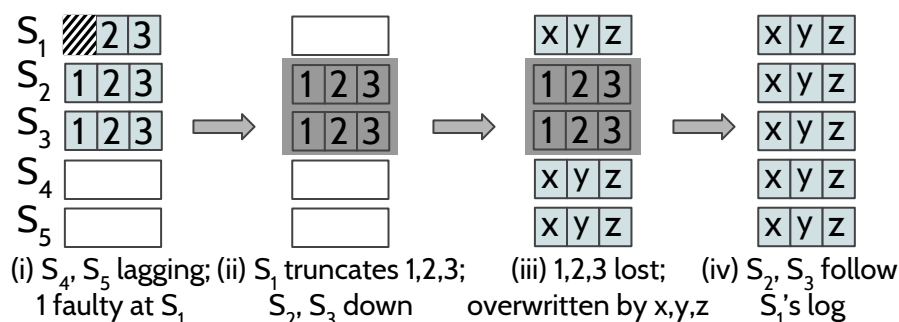 S1 2 3 x y z x y z
S2 1 2 3 1 2 3 1 2 3 x y z
S3 1 2 3 1 2 3 1 2 3 x y z
S4 x y z x y z
S5 x y z x y z
(i) S4, S5 lagging; (ii) S1 truncates 1,2,3; (iii) 1,2,3 lost; (iv) S2, S3 follow
1 faulty at S1 S2, S3 down overwritten by x,y,z S1's log